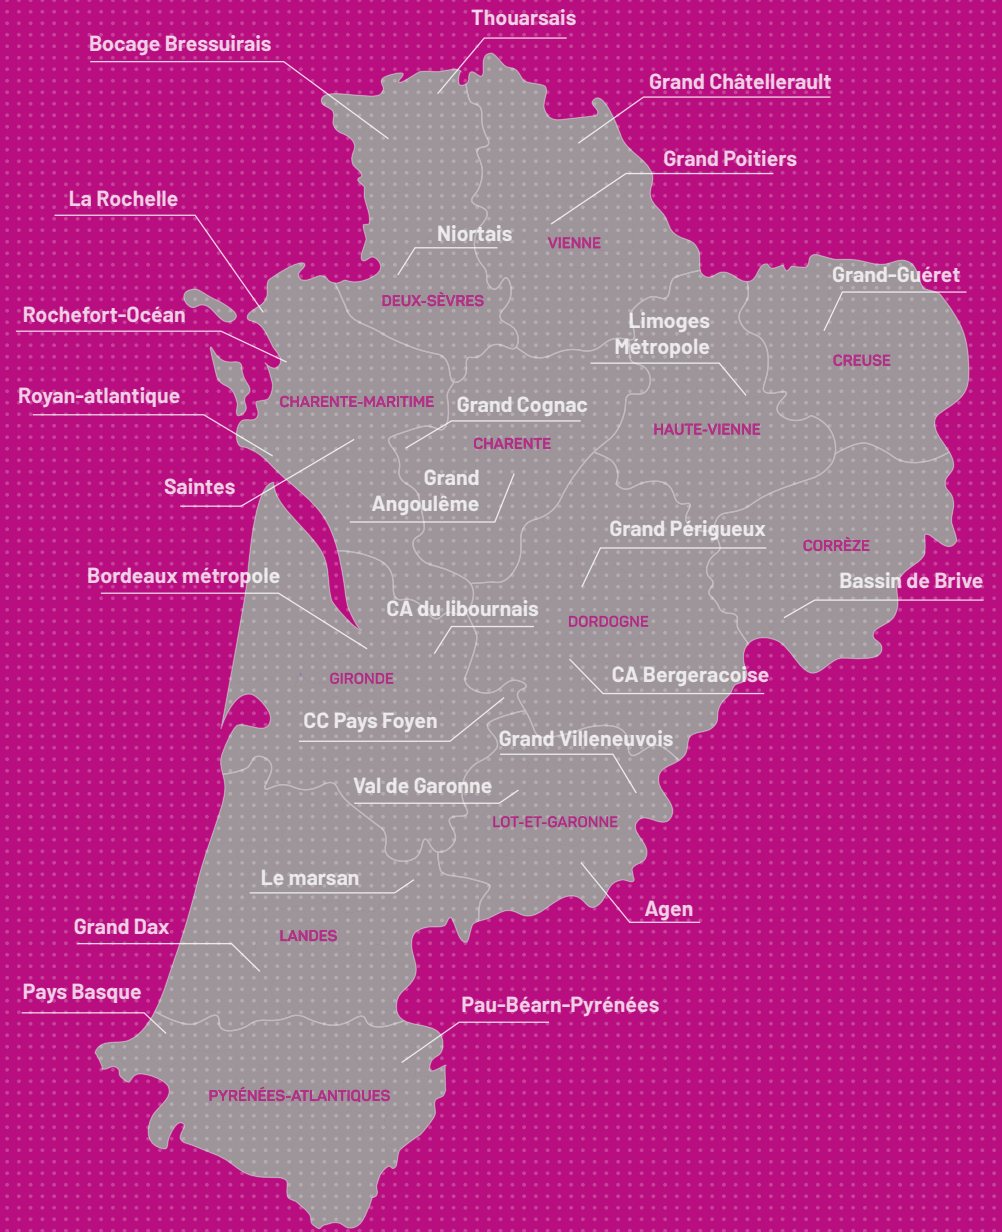 Thouarsais
Bocage Bressuirais
Grand Châtellerault
Grand Poitiers
La Rochelle
Niortais
VIENNE
Grand-Guéret
DEUX-SÈVRES
Rochefort-Océan
Limoges
Métropole
CREUSE
Royan-atlantique
CHARENTE-MARITIME
Grand Cognac
HAUTE-VIENNE
CHARENTE
Grand
Angoulême
Saintes
Grand Périgueux
CORRÈZE
Bordeaux métropole
Bassin de Brive
CA du libournais
DORDOGNE
GIRONDE
CA Bergeracoise
CC Pays Foyen
Grand Villeneuvois
Val de Garonne
LOT-ET-GARONNE
Le marsan
Agen
Grand Dax
LANDES
Pays Basque
Pau-Béarn-Pyrénées
PYRÉNÉES-ATLANTIQUES